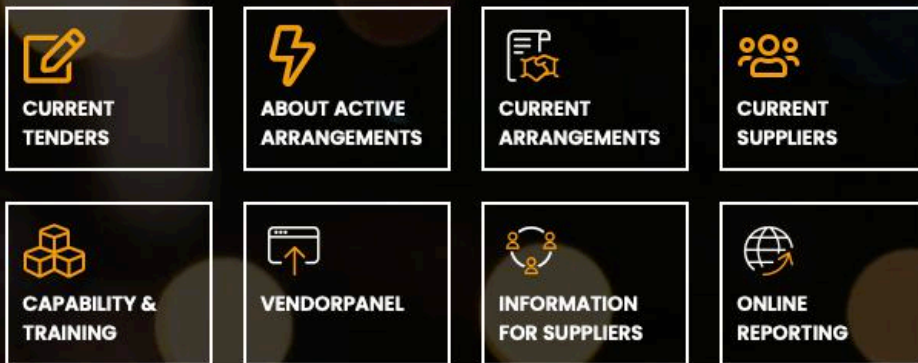 CURRENT
TENDERS
ABOUT ACTIVE
ARRANGEMENTS
CURRENT
ARRANGEMENTS
CURRENT
SUPPLIERS
CAPABILITY &
TRAINING
VENDORPANEL
INFORMATION
FOR SUPPLIERS
ONLINE
REPORTING